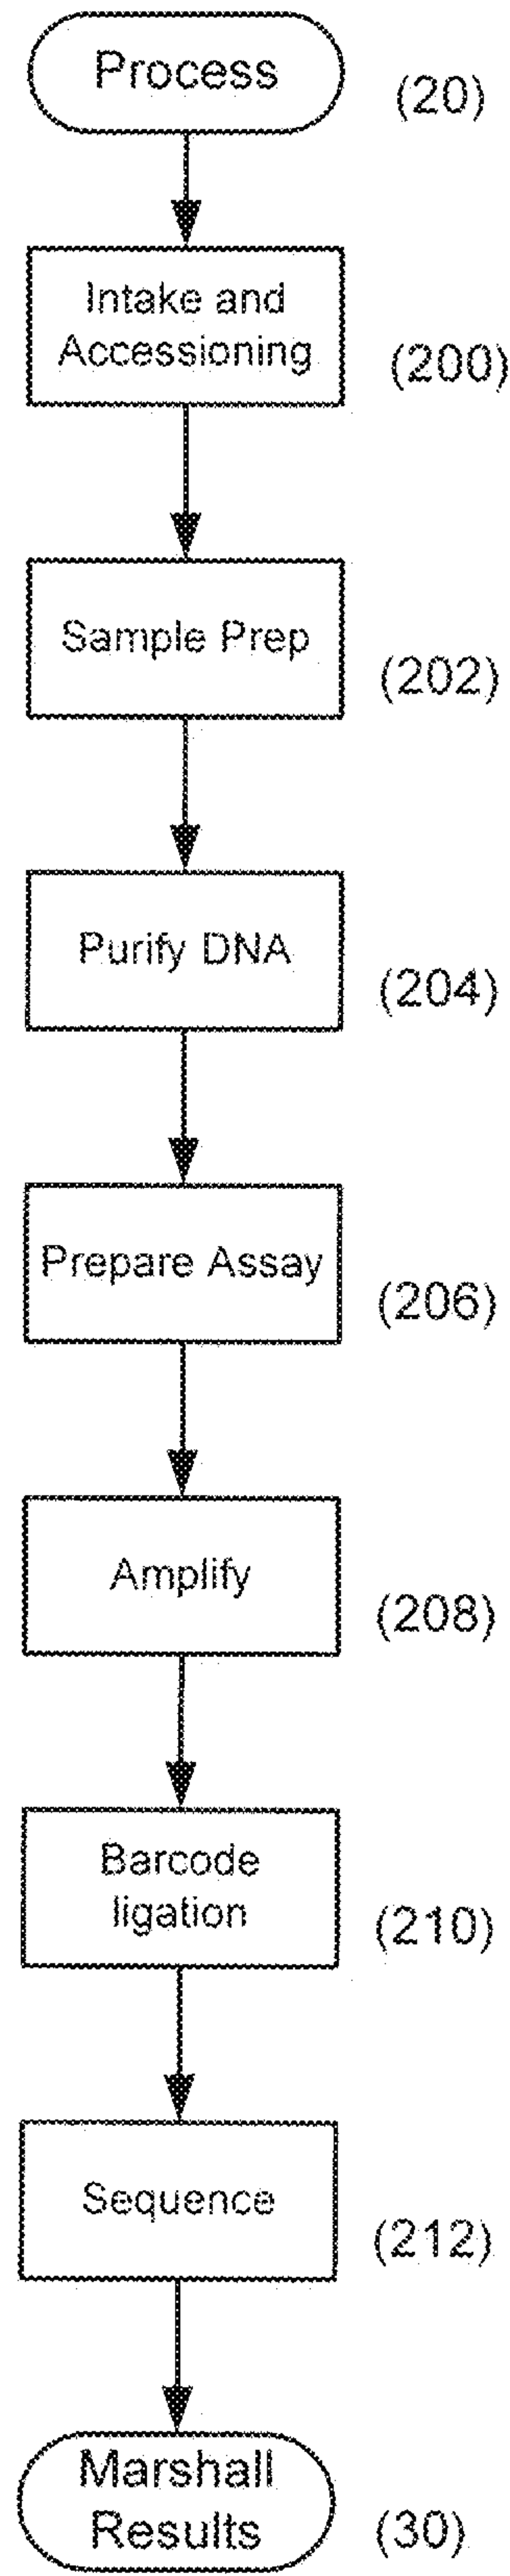 Process
(20)
Intake and
Accessioning
(200)
Sample Prep
(202)
Purify DNA
(204)
Prepare Assay
(206)
Amplify
(208)
Barcode
ligation
(210)
Sequence
(212)
Marshall
Results
(30)